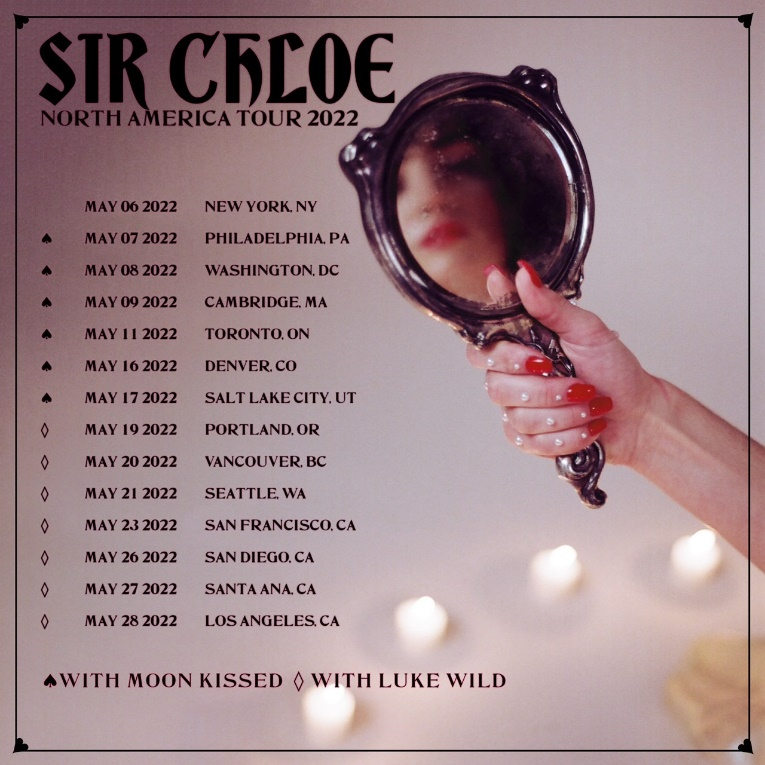 SIR CHLOE
NORTH AMERICA TOUR 2022
MAY 06 2022 NEW YORK, NY
♠ MAY 07 2022 PHILADELPHIA, PA
♠ MAY 08 2022 WASHINGTON, DC
♠ MAY 09 2022 CAMBRIDGE, MA
♠ MAY 11 2022 TORONTO, ON
♠ MAY 16 2022 DENVER, CO
♠ MAY 17 2022 SALT LAKE CITY, UT
◊ MAY 19 2022 PORTLAND, OR
◊ MAY 20 2022 VANCOUVER, BC
◊ MAY 21 2022 SEATTLE, WA
◊ MAY 23 2022 SAN FRANCISCO, CA
◊ MAY 26 2022 SAN DIEGO, CA
◊ MAY 27 2022 SANTA ANA, CA
◊ MAY 28 2022 LOS ANGELES, CA
♠WITH MOON KISSED ◊ WITH LUKE WILD